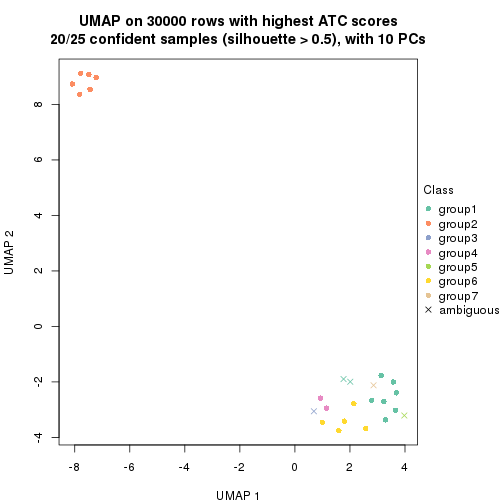 UMAP on 30000 rows with highest ATC scores
20/25 confident samples (silhouette > 0.5), with 10 PCs
UMAP 2
8
6
4
2
0
-2
-4
-8
-6
-4
-2
0
2
4
UMAP 1
Class
group1
group2
group3
group4
group5
group6
group7
ambiguous